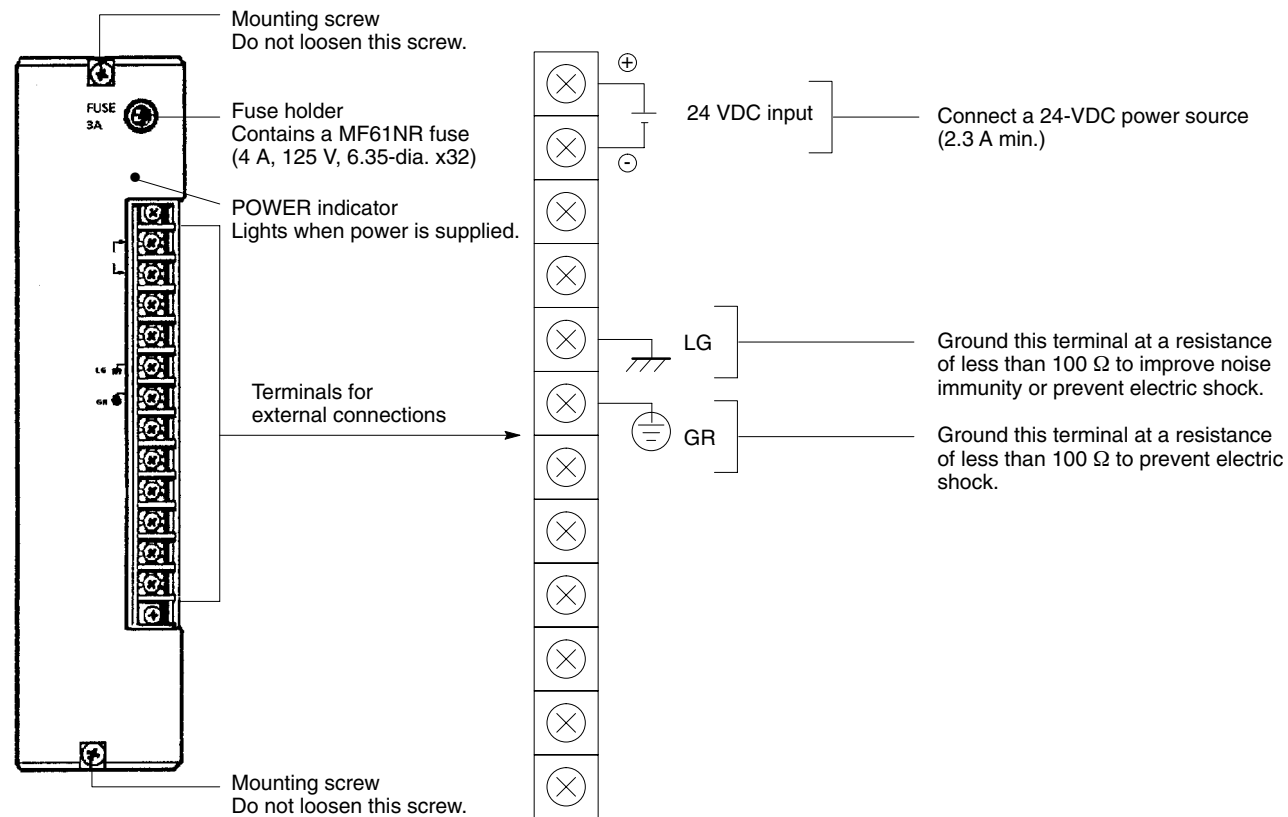 Mounting screw
Do not loosen this screw.
FUSE
3A
Fuse holder
Contains a MF61NR fuse
(4 A, 125 V, 6.35-dia. x32)
POWER indicator
Lights when power is supplied.
LG
GR
Terminals for
external connections
Mounting screw
Do not loosen this screw.
+
24 VDC input
-
Connect a 24-VDC power source
(2.3 A min.)
LG
Ground this terminal at a resistance
of less than 100 Ω to improve noise
immunity or prevent electric shock.
GR
Ground this terminal at a resistance
of less than 100 Ω to prevent electric
shock.